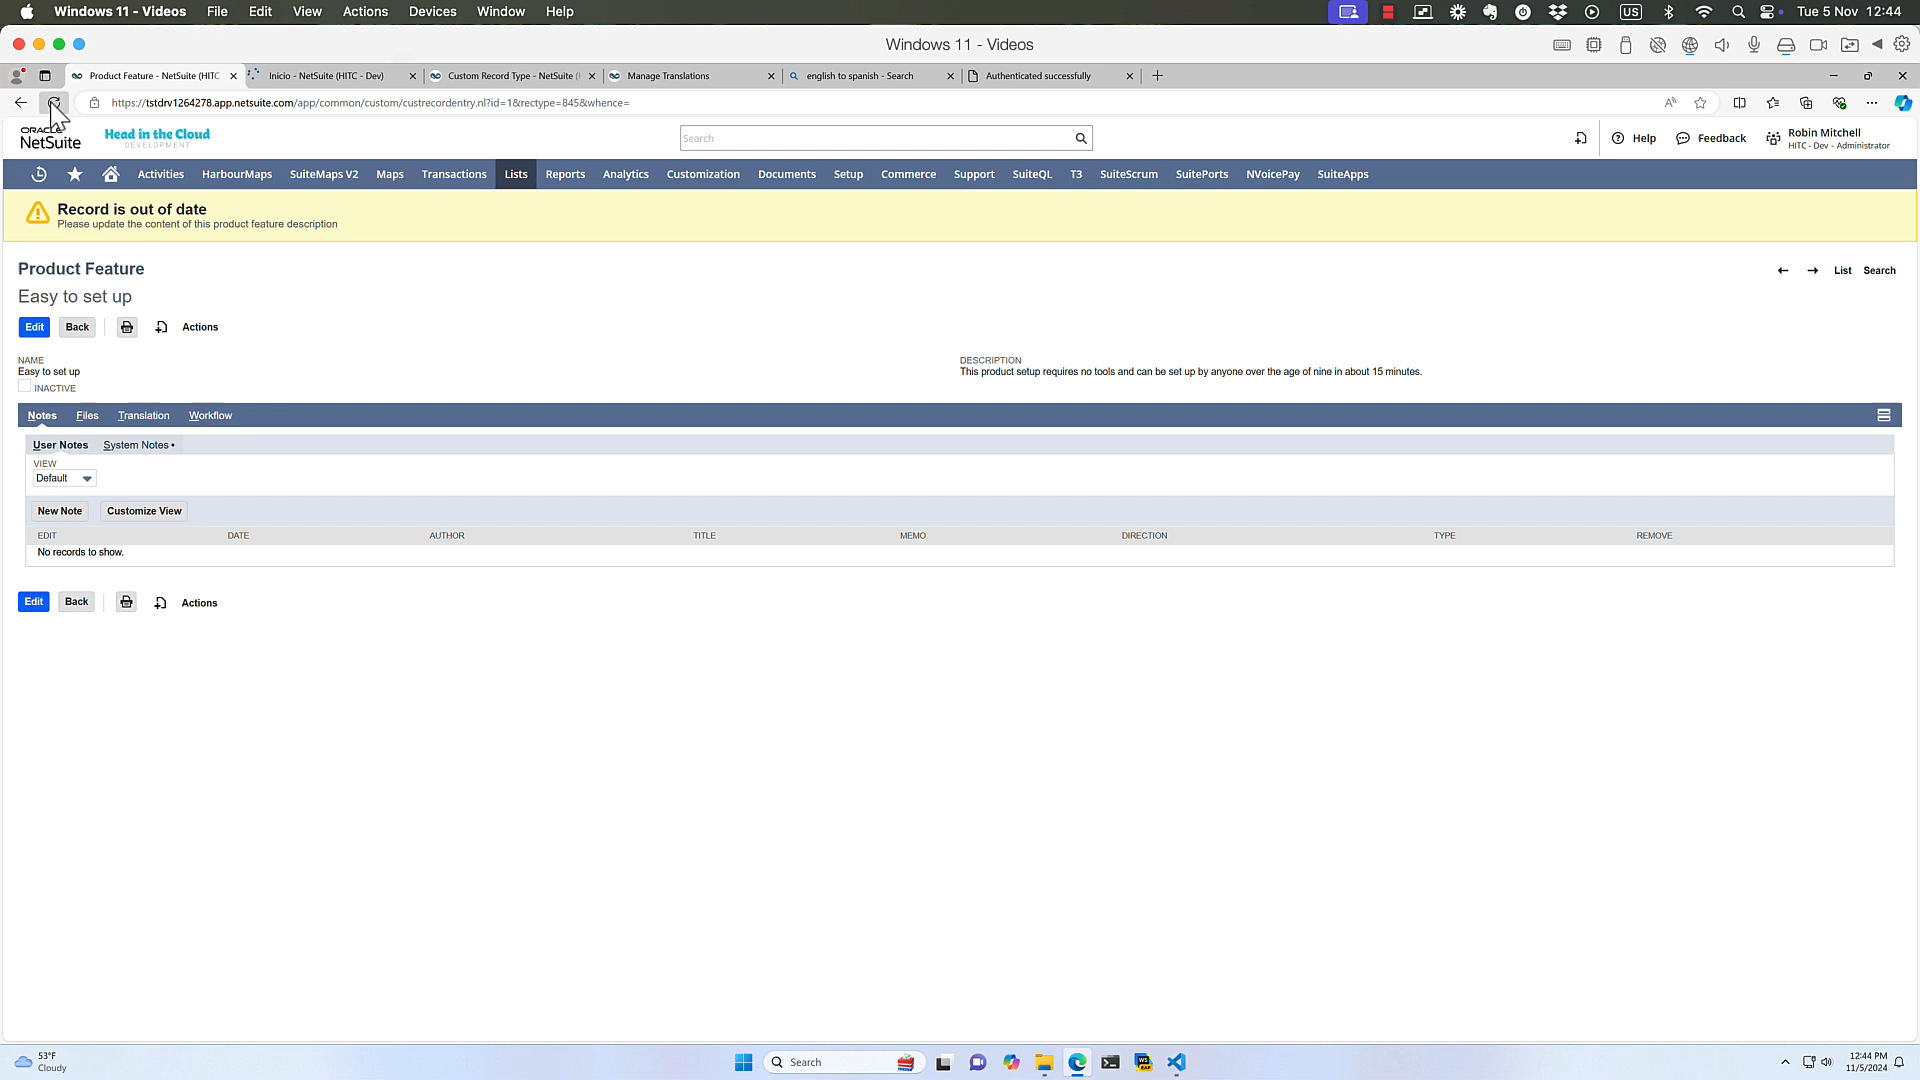 Windows 11 - Videos File Edit View Actions Devices Window Help US Tue 5 Nov 12:44
Windows 11 - Videos
Product Feature - NetSuite (HITC Inicio - NetSuite (HITC - Dev) Custom Record Type - NetSuite ( Manage Translations english to spanish - Search Authenticated successfully
https://tstdrv1264278.app.netsuite.com/app/common/custom/custrecordentry.nl?id=1&rectype=845&whence=
ORACLE
NetSuite
Head in the Cloud
DEVELOPMENT
Search
Help Feedback
Robin Mitchell
HITC - Dev - Administrator
Activities HarbourMaps SuiteMaps V2 Maps Transactions Lists Reports Analytics Customization Documents Setup Commerce Support SuiteQL T3 SuiteScrum SuitePorts NVoicePay SuiteApps
Record is out of date
Please update the content of this product feature description
Product Feature
List Search
Easy to set up
Edit Back Actions
NAME
Easy to set up
INACTIVE
DESCRIPTION
This product setup requires no tools and can be set up by anyone over the age of nine in about 15 minutes.
Notes Files Translation Workflow
User Notes System Notes •
VIEW
Default
New Note Customize View
EDIT DATE AUTHOR TITLE MEMO DIRECTION TYPE REMOVE
No records to show.
Edit Back Actions
53°F
Cloudy
Search
12:44 PM
11/5/2024